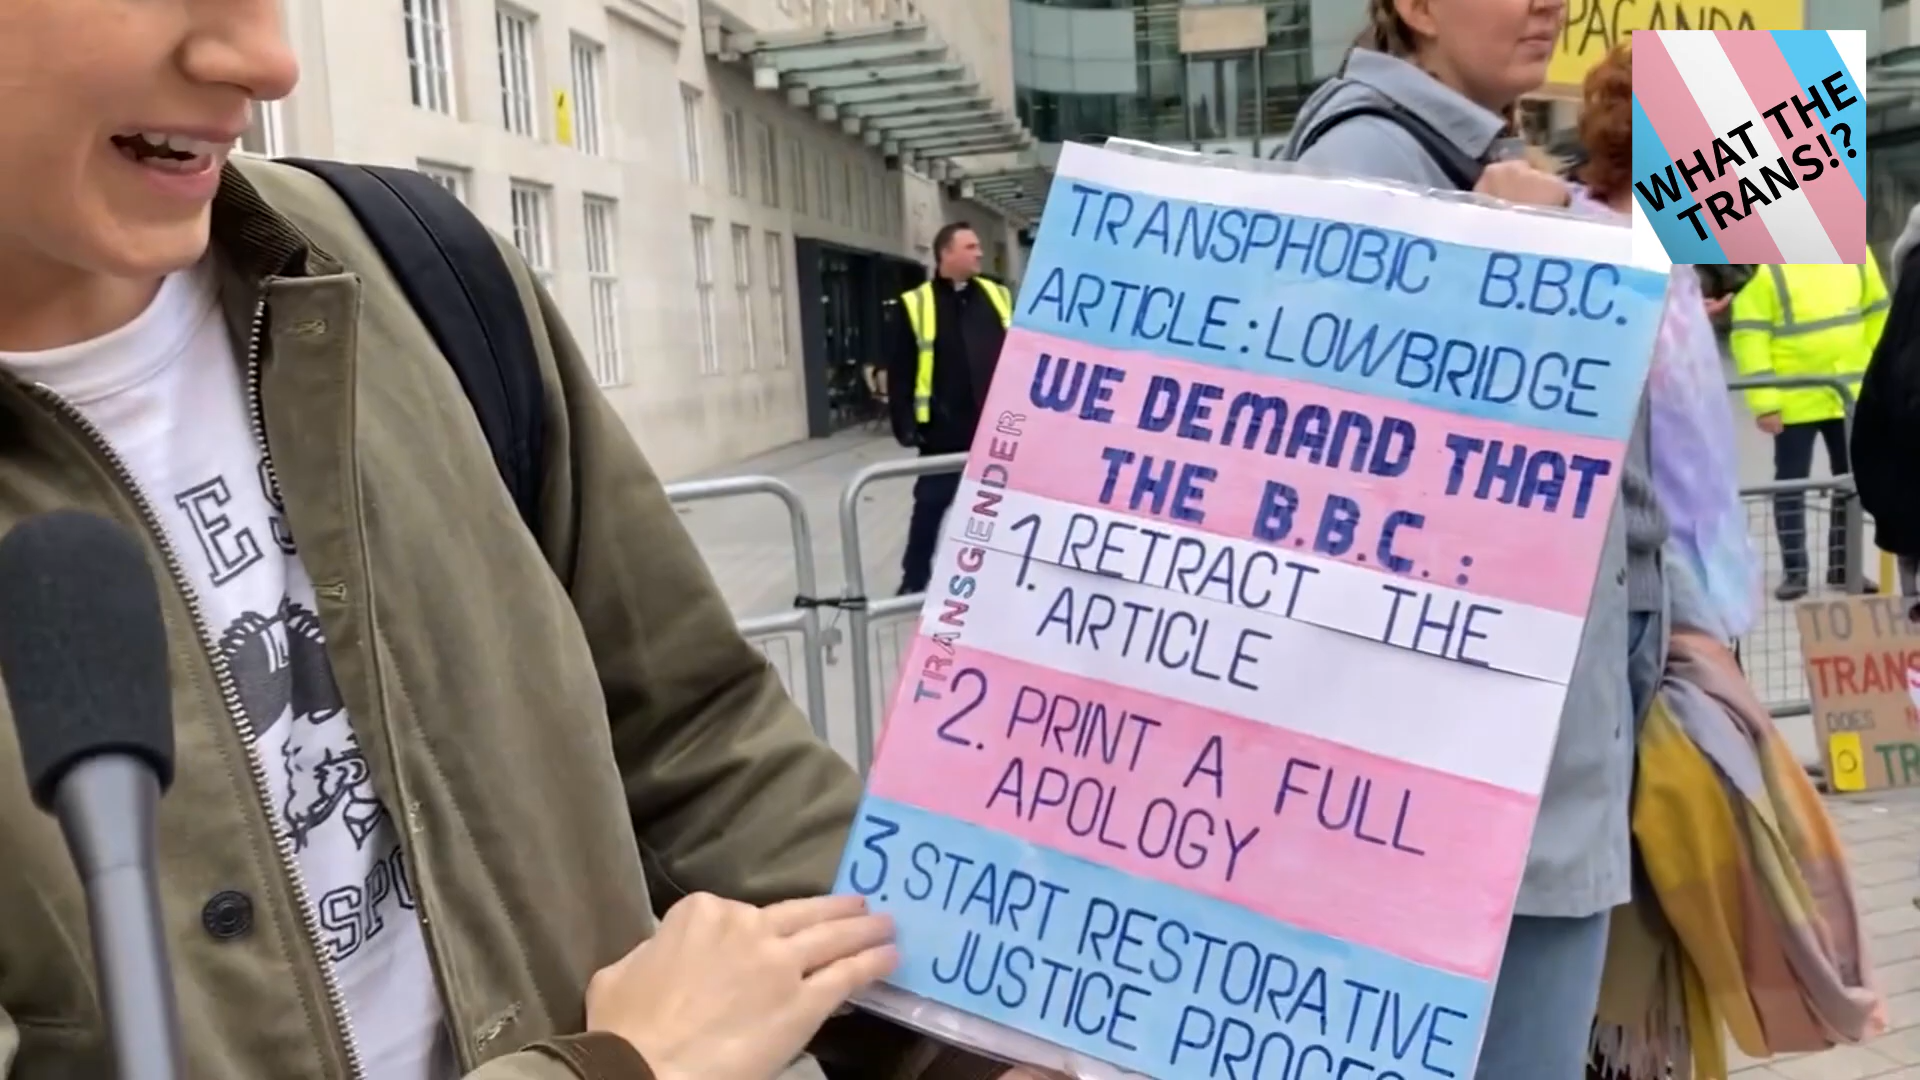 PAGANDA
WHAT THE
TRANS!?
TRANSPHOBIC B.B.C.
ARTICLE: LOWBRIDGE
WE DEMAND THAT
THE B.B.C.:
1. RETRACT THE
ARTICLE
2. PRINT A FULL
APOLOGY
3. START RESTORATIVE
JUSTICE
TRANSGENDER
TO
TRANS
DOES